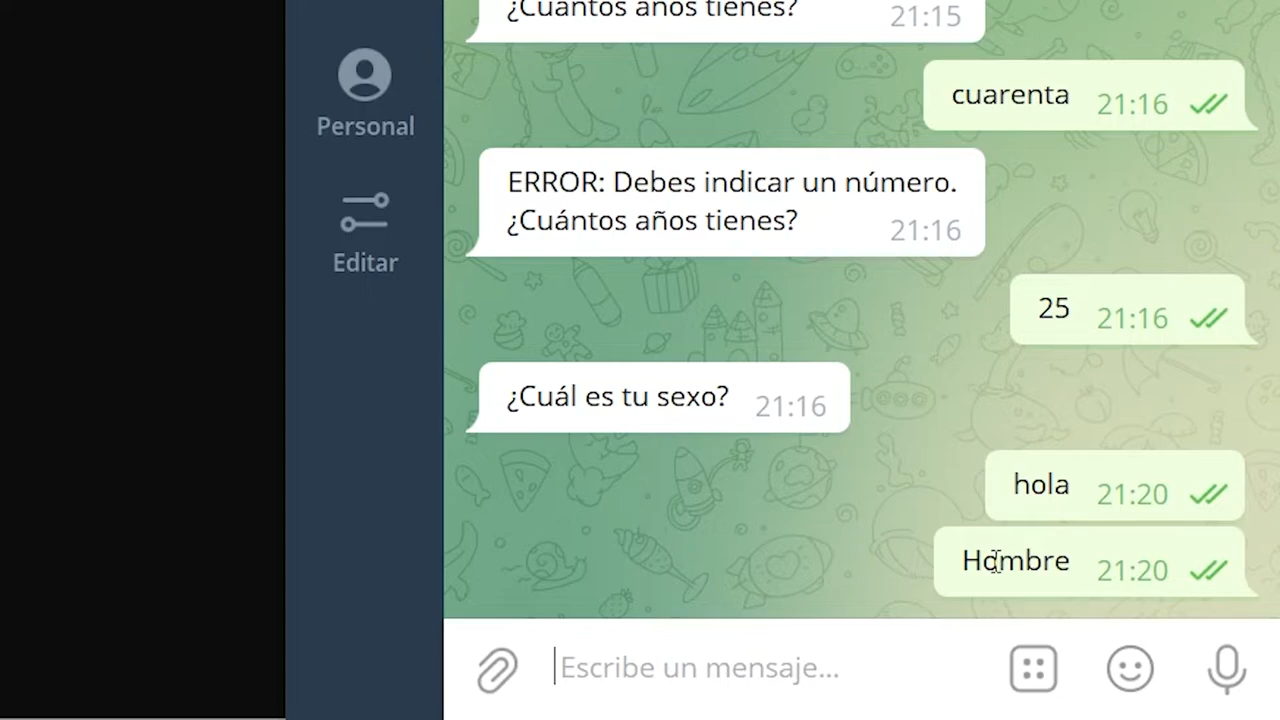 ¿Cuántos años tienes? 21:15
Personal
cuarenta 21:16
ERROR: Debes indicar un número.
¿Cuántos años tienes? 21:16
Editar
25 21:16
¿Cuál es tu sexo? 21:16
hola 21:20
Hombre 21:20
Escribe un mensaje...